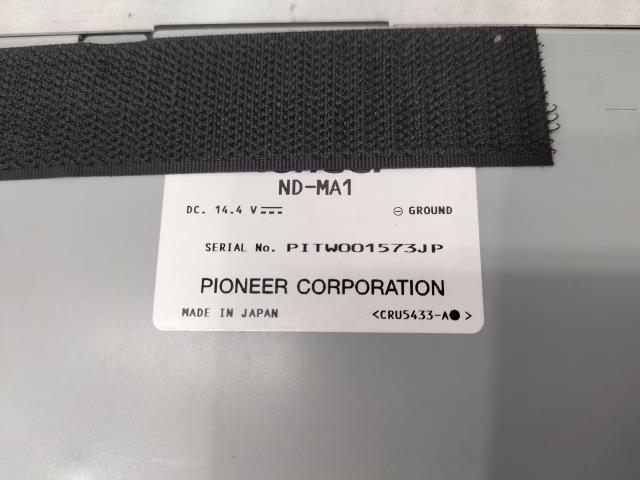 ND-MA1
DC. 14.4 V ⎓ ⊖ GROUND
SERIAL No. PITW001573JP
PIONEER CORPORATION
MADE IN JAPAN <CRU5433-A●>